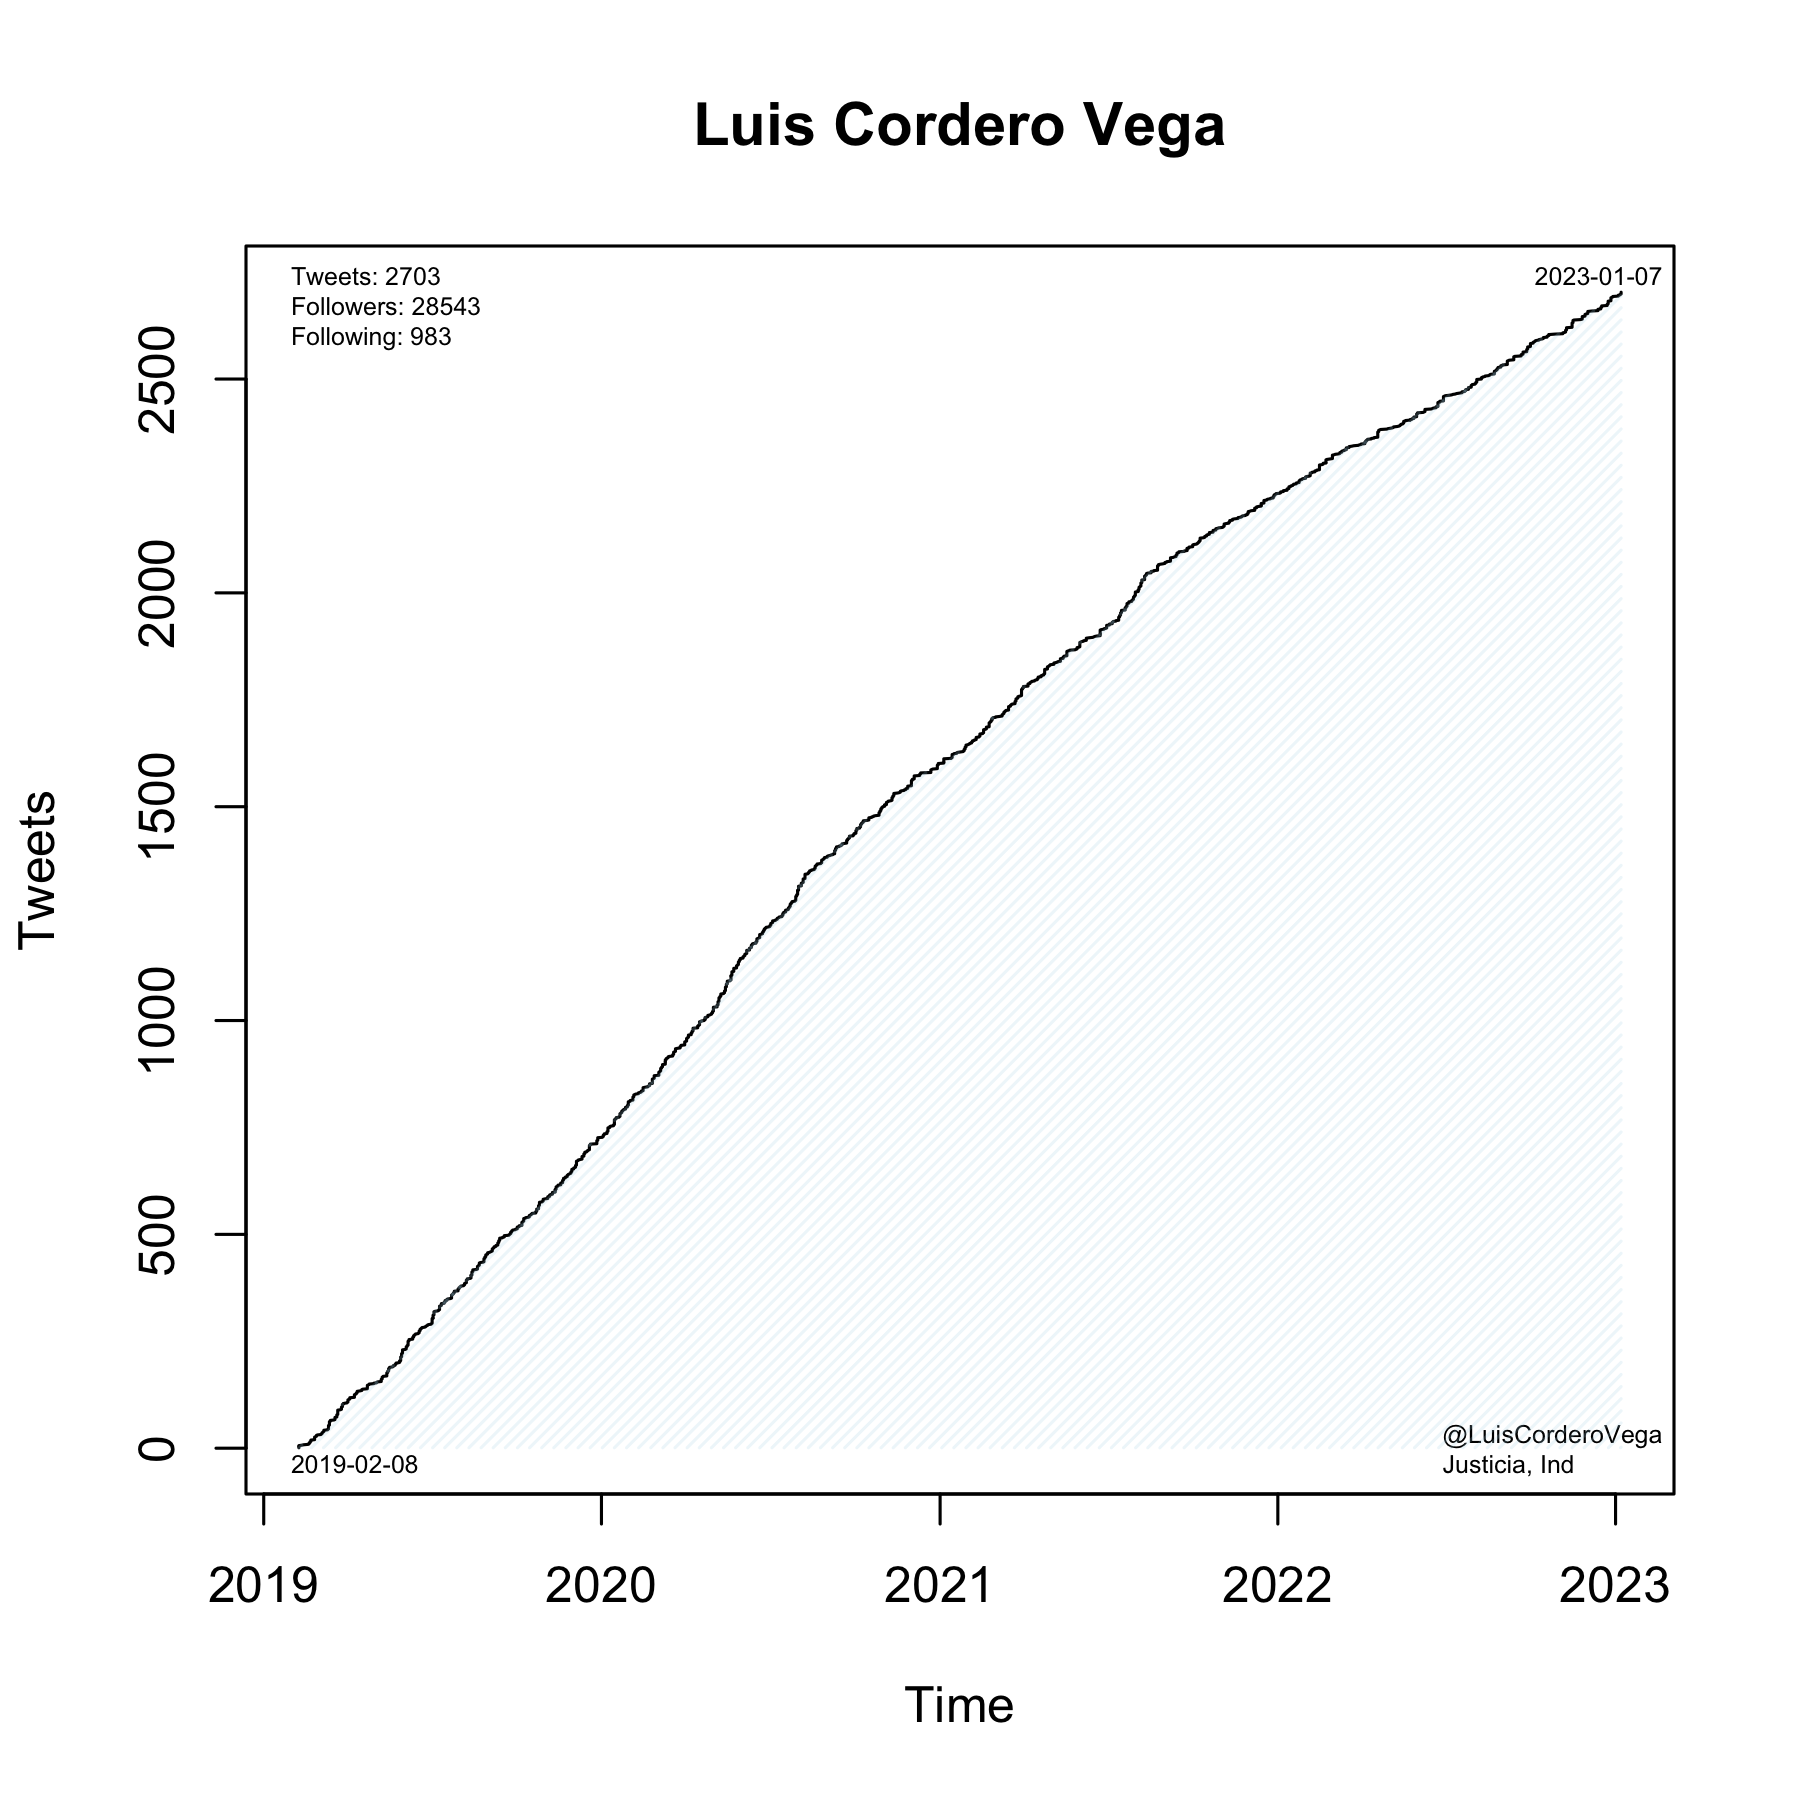 Luis Cordero Vega
Tweets: 2703
Followers: 28543
Following: 983
2023-01-07
2500
2000
1500
1000
500
0
Tweets
2019-02-08
@LuisCorderoVega
Justicia, Ind
2019 2020 2021 2022 2023
Time